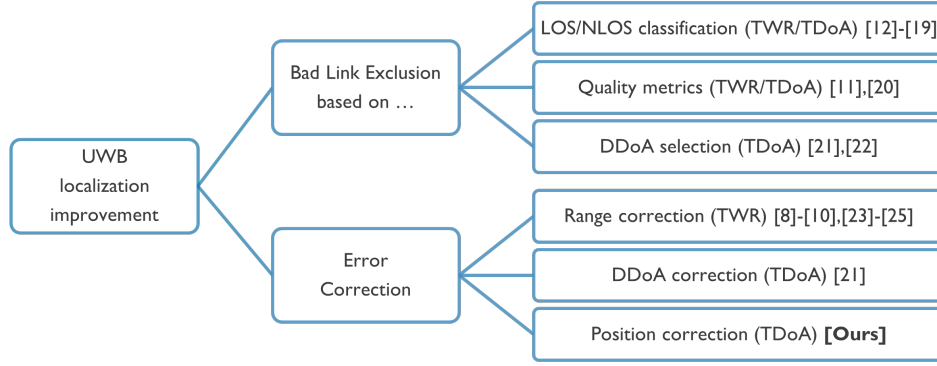 UWB
localization
improvement
Bad Link Exclusion
based on ...
LOS/NLOS classification (TWR/TDoA) [12]-[19]
Quality metrics (TWR/TDoA) [11],[20]
DDoA selection (TDoA) [21],[22]
Error
Correction
Range correction (TWR) [8]-[10],[23]-[25]
DDoA correction (TDoA) [21]
Position correction (TDoA) [Ours]